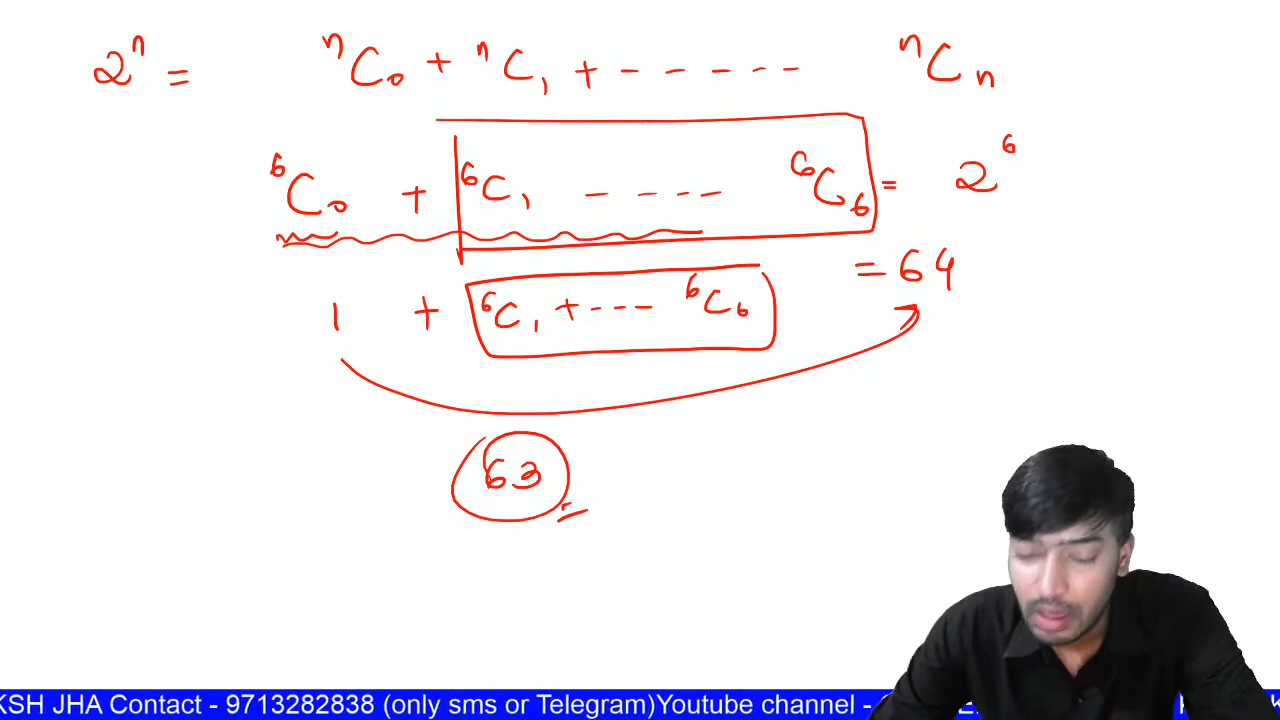 2ⁿ = ⁿC₀ + ⁿC₁ + ----- ⁿCₙ
⁶C₀ + ⁶C₁ ---- ⁶C₆ = 2⁶
= 64
1 + ⁶C₁ + --- ⁶C₆
63
KSH JHA Contact - 9713282838 (only sms or Telegram)Youtube channel -